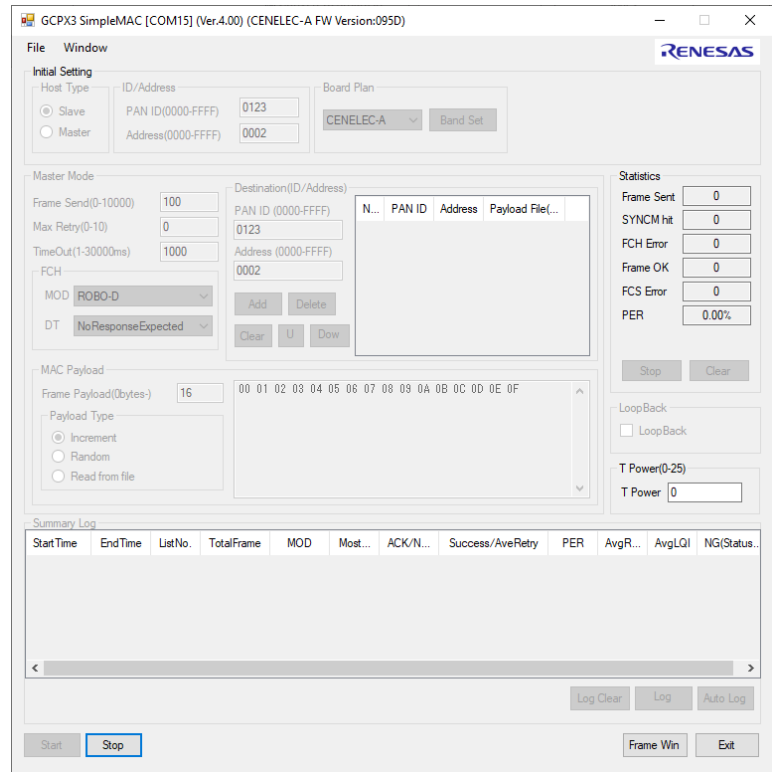 GCPX3 SimpleMAC [COM15] (Ver.4.00) (CENELEC-A FW Version:095D)
File Window
RENESAS
Initial Setting
Host Type
Slave
Master
ID/Address
PAN ID(0000-FFFF) 0123
Address(0000-FFFF) 0002
Board Plan
CENELEC-A Band Set
Master Mode
Frame Send(0-10000) 100
Max Retry(0-10) 0
TimeOut(1-30000ms) 1000
FCH
MOD ROBO-D
DT NoResponseExpected
Destination(ID/Address)
PAN ID (0000-FFFF)
0123
Address (0000-FFFF)
0002
Add Delete
Clear U Dow
N... PAN ID Address Payload File(...
Statistics
Frame Sent 0
SYNCM hit 0
FCH Error 0
Frame OK 0
FCS Error 0
PER 0.00%
Stop Clear
MAC Payload
Frame Payload(0bytes-) 16
Payload Type
Increment
Random
Read from file
00 01 02 03 04 05 06 07 08 09 0A 0B 0C 0D 0E 0F
LoopBack
LoopBack
T Power(0-25)
T Power 0
Summary Log
StartTime EndTime ListNo. TotalFrame MOD Most... ACK/N... Success/AveRetry PER AvgR... AvgLQI NG(Status..
Log Clear Log Auto Log
Start Stop Frame Win Exit